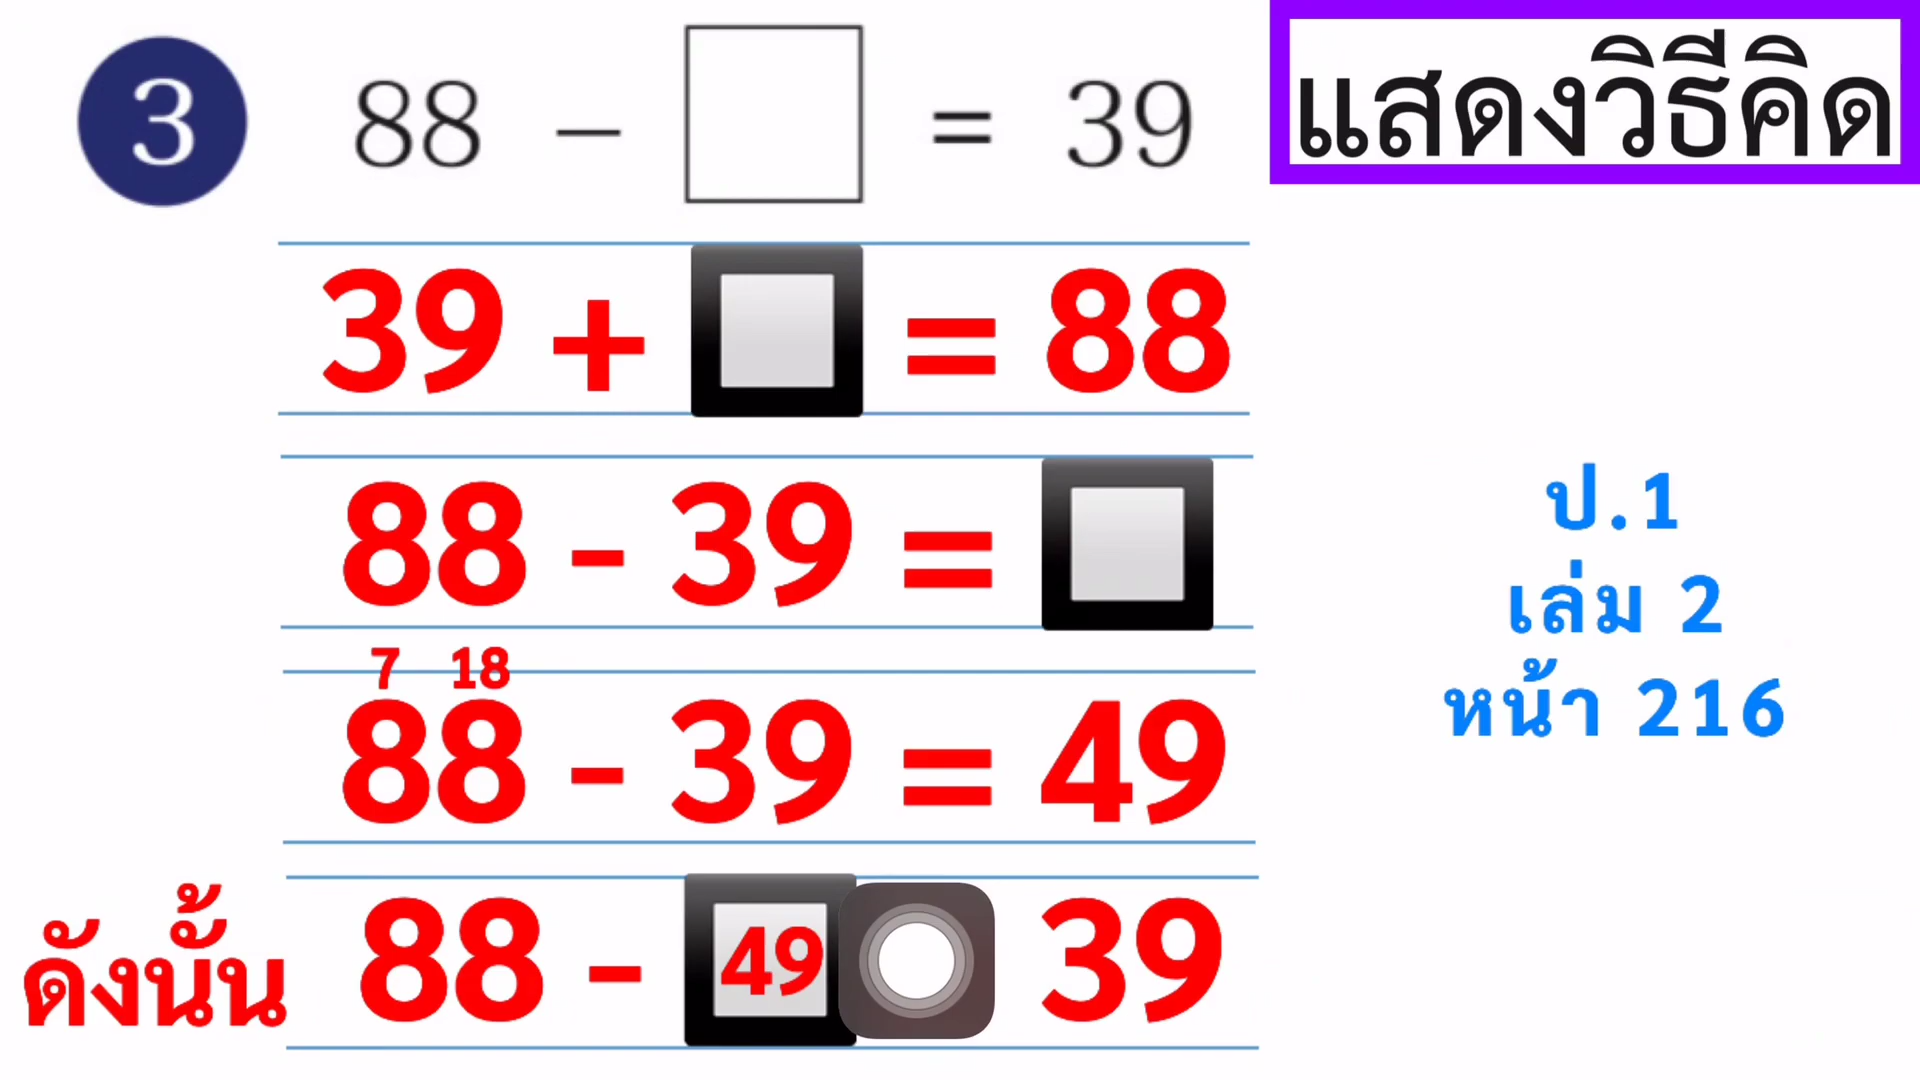 3 88 – □ = 39
แสดงวิธีคิด
39 + □ = 88
88 - 39 = □
7 18
88 - 39 = 49
ดังนั้น 88 - 49 39
ป.1
เล่ม 2
หน้า 216